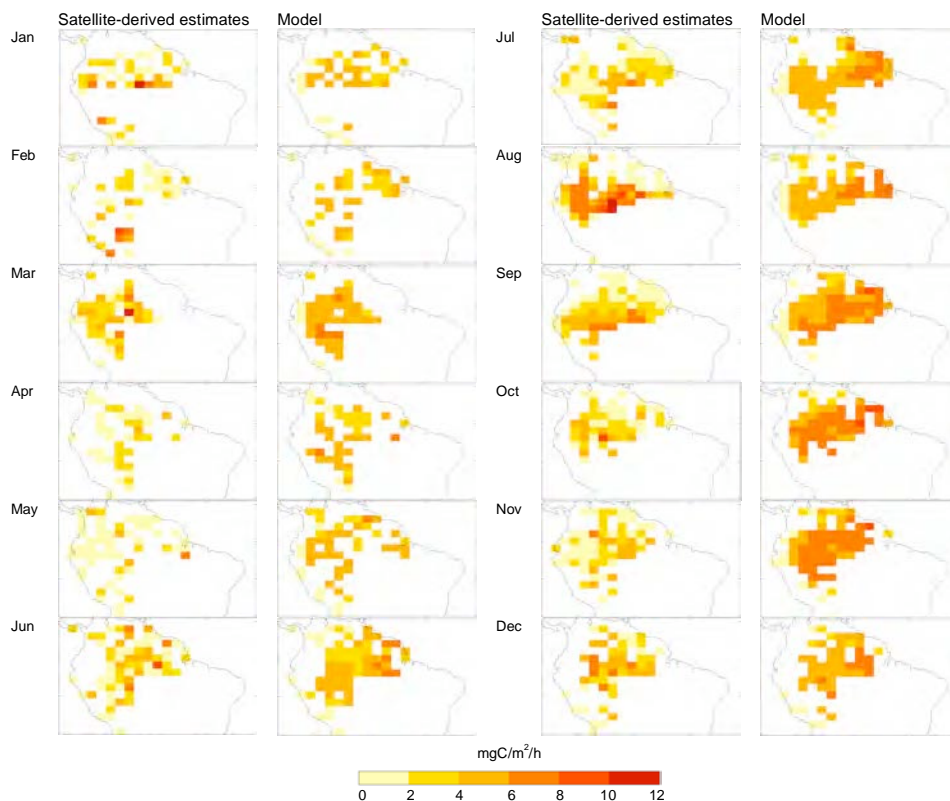 Satellite-derived estimates Model Satellite-derived estimates Model
Jan Jul
Feb Aug
Mar Sep
Apr Oct
May Nov
Jun Dec
mgC/m²/h
0 2 4 6 8 10 12